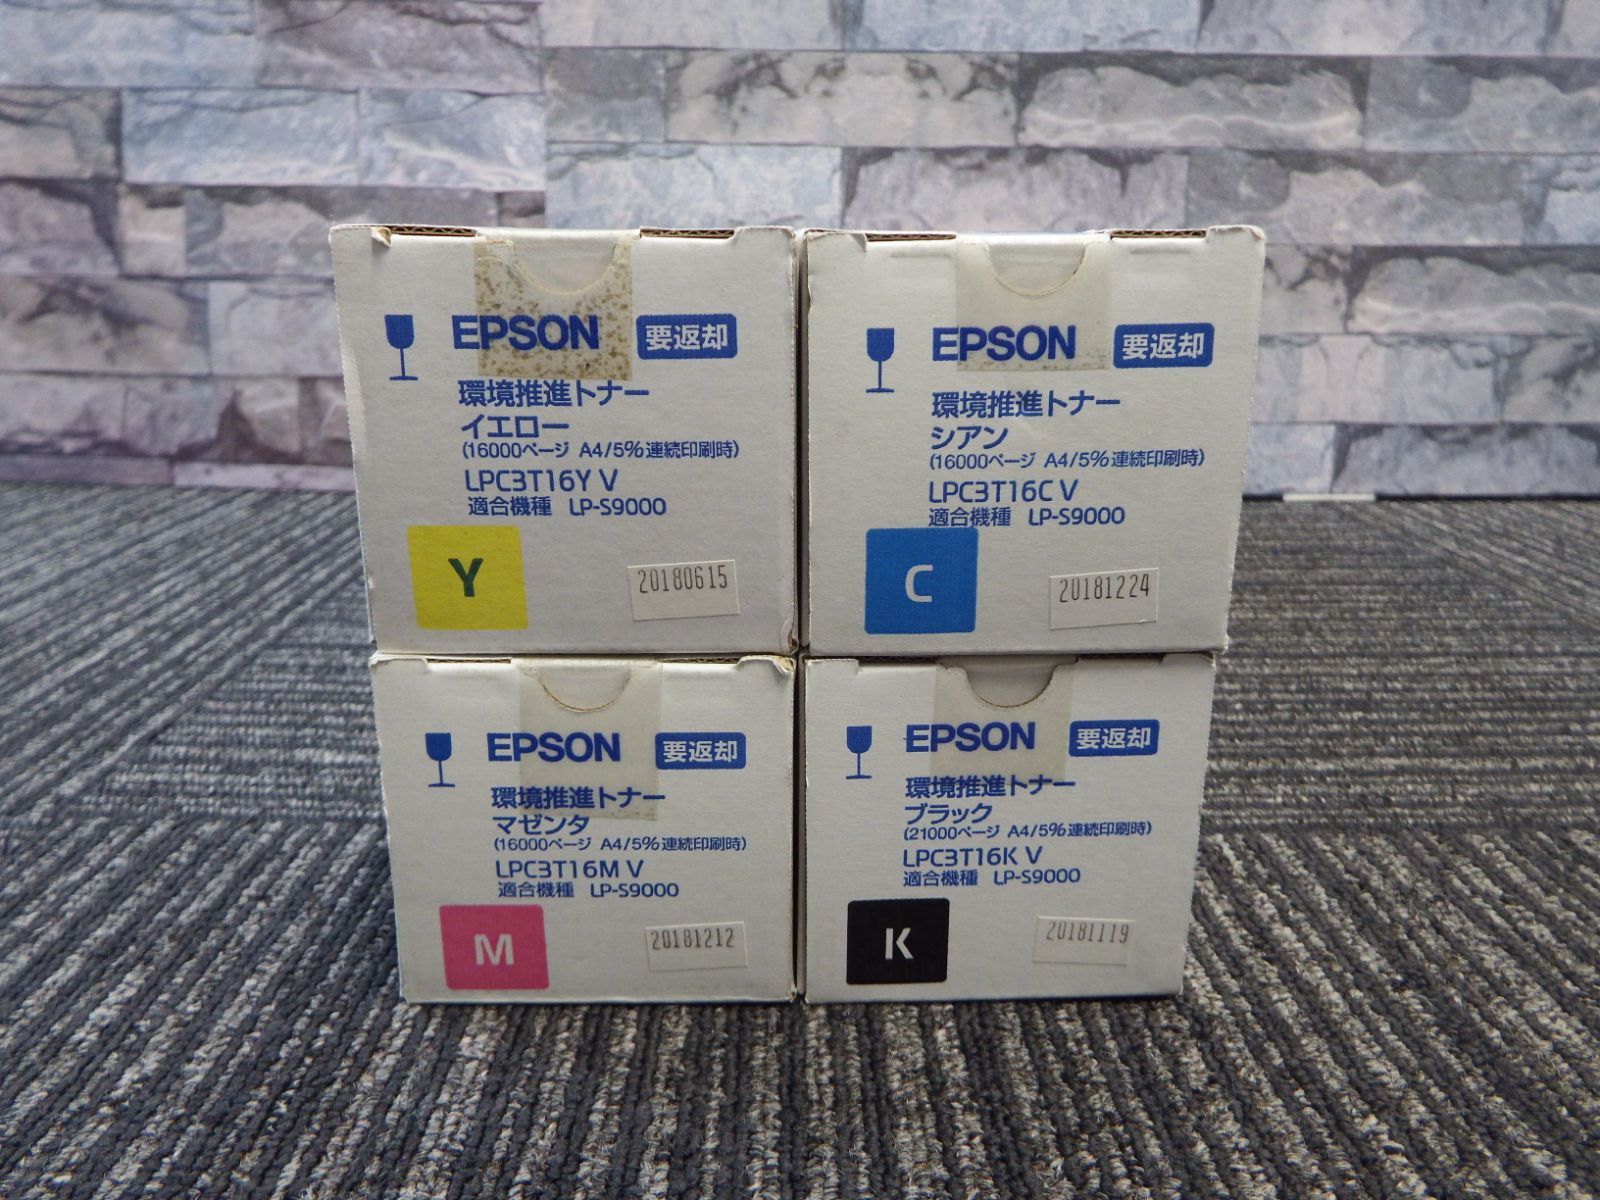 EPSON 要返却
環境推進トナー
イエロー
(16000ページ A4/5%連続印刷時)
LPC3T16Y V
適合機種 LP-S9000
Y
20180615
EPSON 要返却
環境推進トナー
シアン
(16000ページ A4/5%連続印刷時)
LPC3T16C V
適合機種 LP-S9000
C
20181224
EPSON 要返却
環境推進トナー
マゼンタ
(16000ページ A4/5%連続印刷時)
LPC3T16M V
適合機種 LP-S9000
M
20181212
EPSON 要返却
環境推進トナー
ブラック
(21000ページ A4/5%連続印刷時)
LPC3T16K V
適合機種 LP-S9000
K
20181119